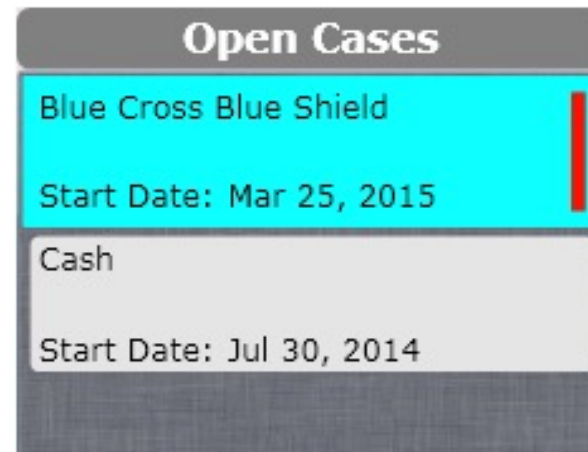 Open Cases
Blue Cross Blue Shield
Start Date: Mar 25, 2015
Cash
Start Date: Jul 30, 2014